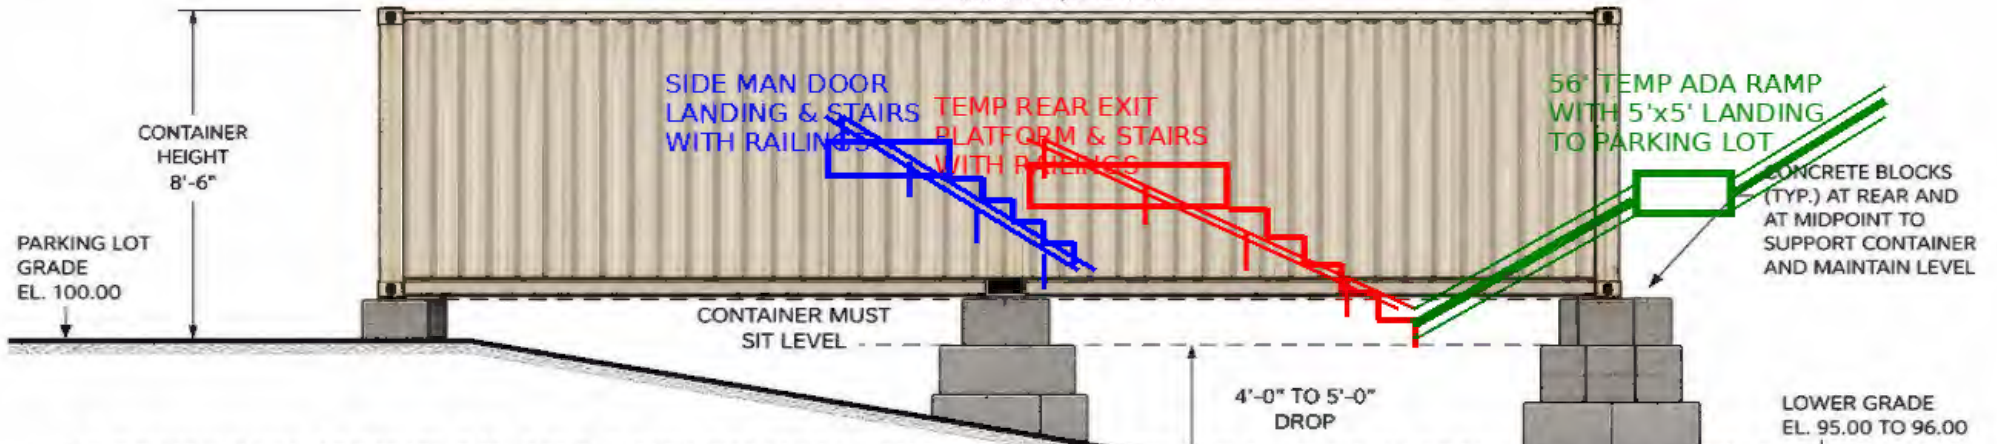 CONTAINER
HEIGHT
8'-6"
PARKING LOT
GRADE
EL. 100.00
SIDE MAN DOOR
LANDING & STAIRS
WITH RAILINGS
TEMP REAR EXIT
PLATFORM & STAIRS
WITH RAILINGS
56' TEMP ADA RAMP
WITH 5'x5' LANDING
TO PARKING LOT
CONCRETE BLOCKS
(TYP.) AT REAR AND
AT MIDPOINT TO
SUPPORT CONTAINER
AND MAINTAIN LEVEL
CONTAINER MUST
SIT LEVEL
4'-0" TO 5'-0"
DROP
LOWER GRADE
EL. 95.00 TO 96.00